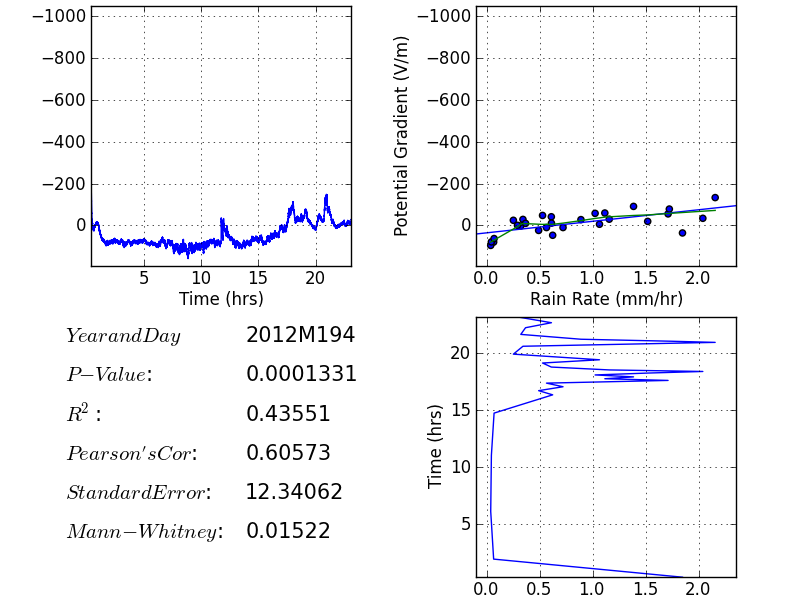 −1000
−800
−600
−400
−200
0
5 10 15 20
Time (hrs)
Potential Gradient (V/m)
−1000
−800
−600
−400
−200
0
0.0 0.5 1.0 1.5 2.0
Rain Rate (mm/hr)
YearandDay 2012M194
P−Value: 0.0001331
R²: 0.43551
Pearson'sCor: 0.60573
StandardError: 12.34062
Mann−Whitney: 0.01522
Time (hrs)
20
15
10
5
0.0 0.5 1.0 1.5 2.0